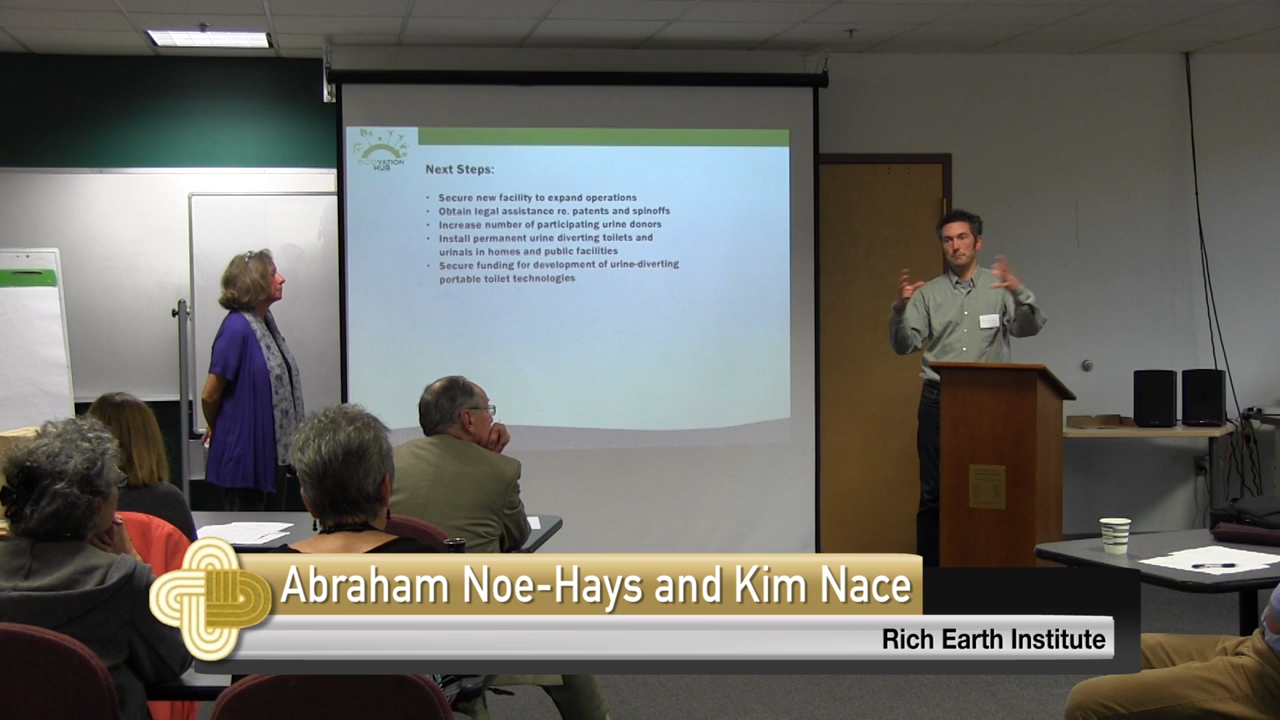 ecovation
HUB
Next Steps:
• Secure new facility to expand operations
• Obtain legal assistance re. patents and spinoffs
• Increase number of participating urine donors
• Install permanent urine diverting toilets and
urinals in homes and public facilities
• Secure funding for development of urine-diverting
portable toilet technologies
Abraham Noe-Hays and Kim Nace
Rich Earth Institute